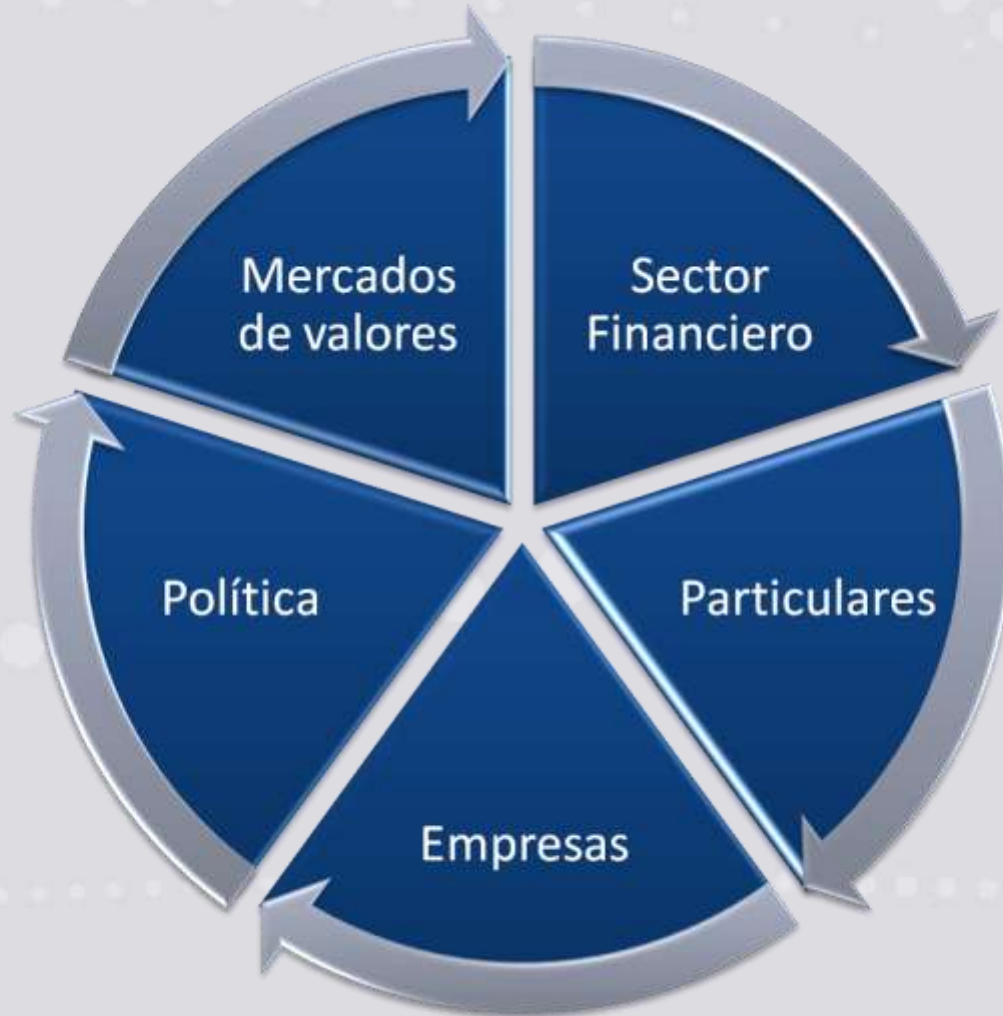 Mercados
de valores
Sector
Financiero
Política
Particulares
Empresas